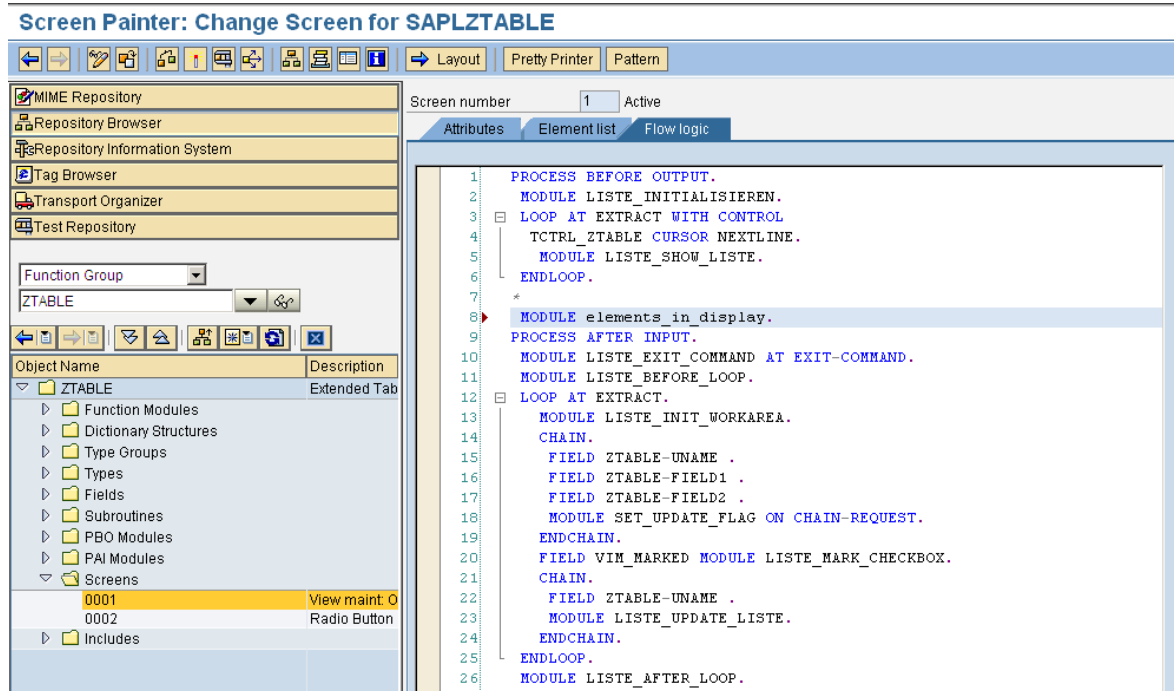 Screen Painter: Change Screen for SAPLZTABLE
Layout Pretty Printer Pattern
MIME Repository
Repository Browser
Repository Information System
Tag Browser
Transport Organizer
Test Repository
Function Group
ZTABLE
Object Name Description
ZTABLE Extended Tab
Function Modules
Dictionary Structures
Type Groups
Types
Fields
Subroutines
PBO Modules
PAI Modules
Screens
0001 View maint: O
0002 Radio Button
Includes
Screen number 1 Active
Attributes Element list Flow logic
1 PROCESS BEFORE OUTPUT.
2 MODULE LISTE_INITIALISIEREN.
3 LOOP AT EXTRACT WITH CONTROL
4 TCTRL_ZTABLE CURSOR NEXTLINE.
5 MODULE LISTE_SHOW_LISTE.
6 ENDLOOP.
7 *
8 MODULE elements_in_display.
9 PROCESS AFTER INPUT.
10 MODULE LISTE_EXIT_COMMAND AT EXIT-COMMAND.
11 MODULE LISTE_BEFORE_LOOP.
12 LOOP AT EXTRACT.
13 MODULE LISTE_INIT_WORKAREA.
14 CHAIN.
15 FIELD ZTABLE-UNAME .
16 FIELD ZTABLE-FIELD1 .
17 FIELD ZTABLE-FIELD2 .
18 MODULE SET_UPDATE_FLAG ON CHAIN-REQUEST.
19 ENDCHAIN.
20 FIELD VIM_MARKED MODULE LISTE_MARK_CHECKBOX.
21 CHAIN.
22 FIELD ZTABLE-UNAME .
23 MODULE LISTE_UPDATE_LISTE.
24 ENDCHAIN.
25 ENDLOOP.
26 MODULE LISTE_AFTER_LOOP.